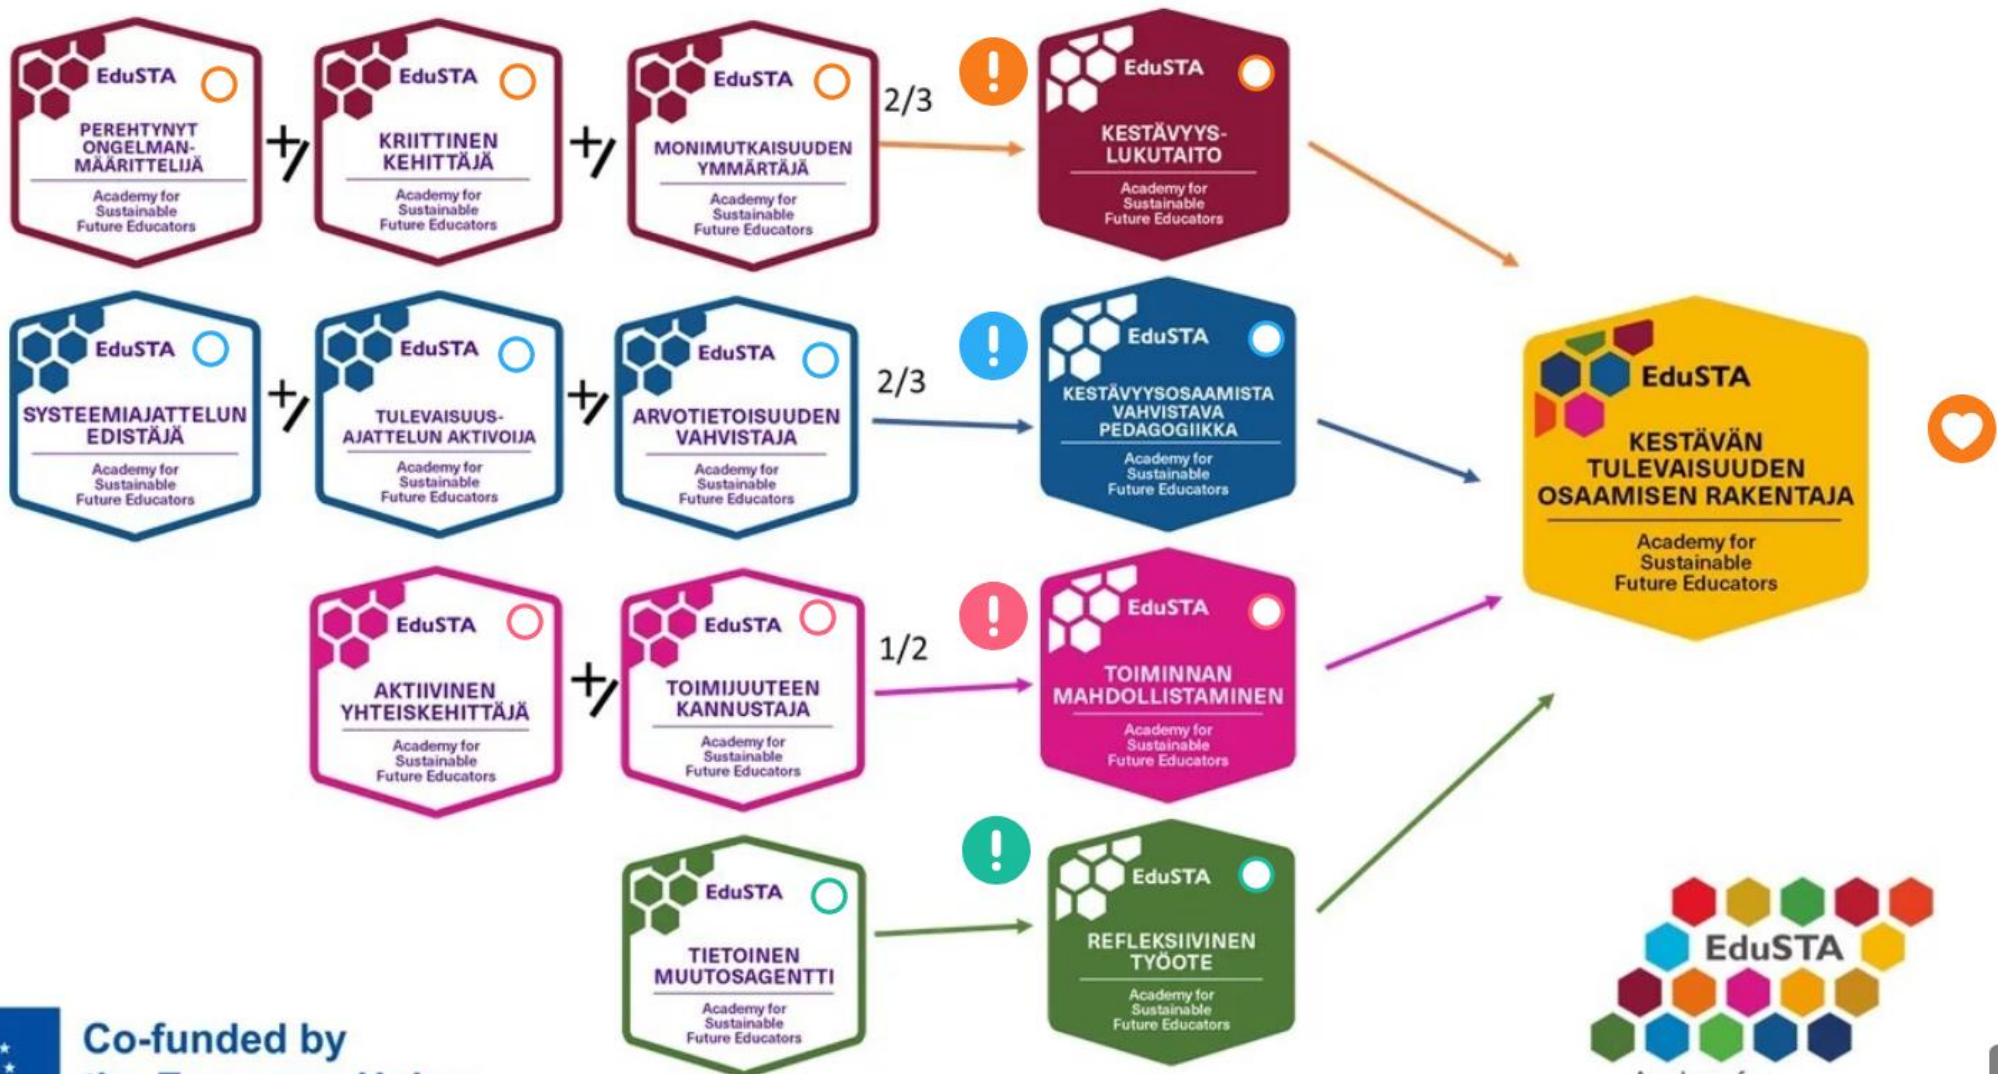 EduSTA
PEREHTYNYT
ONGELMAN-
MÄÄRITTELIJÄ
Academy for
Sustainable
Future Educators
+/
EduSTA
KRIITTINEN
KEHITTÄJÄ
Academy for
Sustainable
Future Educators
+/
EduSTA
MONIMUTKAISUUDEN
YMMÄRTÄJÄ
Academy for
Sustainable
Future Educators
2/3
!
EduSTA
KESTÄVYYS-
LUKUTAITO
Academy for
Sustainable
Future Educators
EduSTA
SYSTEEMIAJATTELUN
EDISTÄJÄ
Academy for
Sustainable
Future Educators
+/
EduSTA
TULEVAISUUS-
AJATTELUN AKTIVOIJA
Academy for
Sustainable
Future Educators
+/
EduSTA
ARVOTIETOISUUDEN
VAHVISTAJA
Academy for
Sustainable
Future Educators
2/3
!
EduSTA
KESTÄVYYSOSAAMISTA
VAHVISTAVA
PEDAGOGIIKKA
Academy for
Sustainable
Future Educators
EduSTA
KESTÄVÄN
TULEVAISUUDEN
OSAAMISEN RAKENTAJA
Academy for
Sustainable
Future Educators
EduSTA
AKTIIVINEN
YHTEISKEHITTÄJÄ
Academy for
Sustainable
Future Educators
+/
EduSTA
TOIMIJUUTEEN
KANNUSTAJA
Academy for
Sustainable
Future Educators
1/2
!
EduSTA
TOIMINNAN
MAHDOLLISTAMINEN
Academy for
Sustainable
Future Educators
EduSTA
TIETOINEN
MUUTOSAGENTTI
Academy for
Sustainable
Future Educators
!
EduSTA
REFLEKSIIVINEN
TYÖOTE
Academy for
Sustainable
Future Educators
EduSTA
Co-funded by